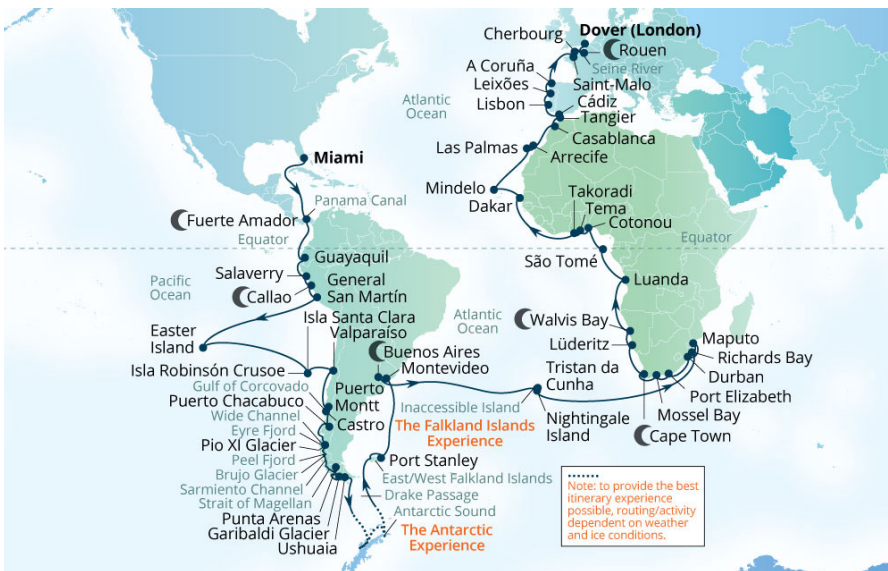 Dover (London)
Cherbourg
Rouen
Seine River
A Coruña
Saint-Malo
Leixões
Cádiz
Atlantic
Ocean
Lisbon
Tangier
Casablanca
Las Palmas
Arrecife
Miami
Mindelo
Dakar
Takoradi
Tema
Cotonou
Panama Canal
Fuerte Amador
Equator
Equator
São Tomé
Guayaquil
Salaverry
General
San Martín
Callao
Pacific
Ocean
Luanda
Isla Santa Clara
Valparaíso
Atlantic
Ocean
Walvis Bay
Easter
Island
Lüderitz
Maputo
Buenos Aires
Montevideo
Richards Bay
Isla Robinsón Crusoe
Tristan da
Cunha
Durban
Gulf of Corcovado
Puerto
Montt
Port Elizabeth
Puerto Chacabuco
Inaccessible Island
Wide Channel
Castro
The Falkland Islands
Experience
Nightingale
Island
Mossel Bay
Eyre Fjord
Cape Town
Pio XI Glacier
Peel Fjord
Port Stanley
Brujo Glacier
East/West Falkland Islands
Sarmiento Channel
Drake Passage
Strait of Magellan
Antarctic Sound
Punta Arenas
Garibaldi Glacier
Ushuaia
The Antarctic
Experience
Note: to provide the best
itinerary experience
possible, routing/activity
dependent on weather
and ice conditions.